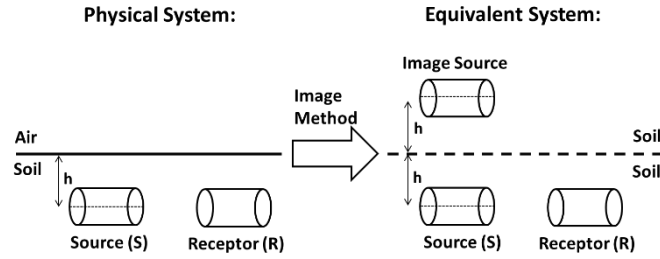 Physical System:
Equivalent System:
Image Source
Image
Method
h
Air
Soil
Soil
Soil
h
h
Source (S)
Receptor (R)
Source (S)
Receptor (R)